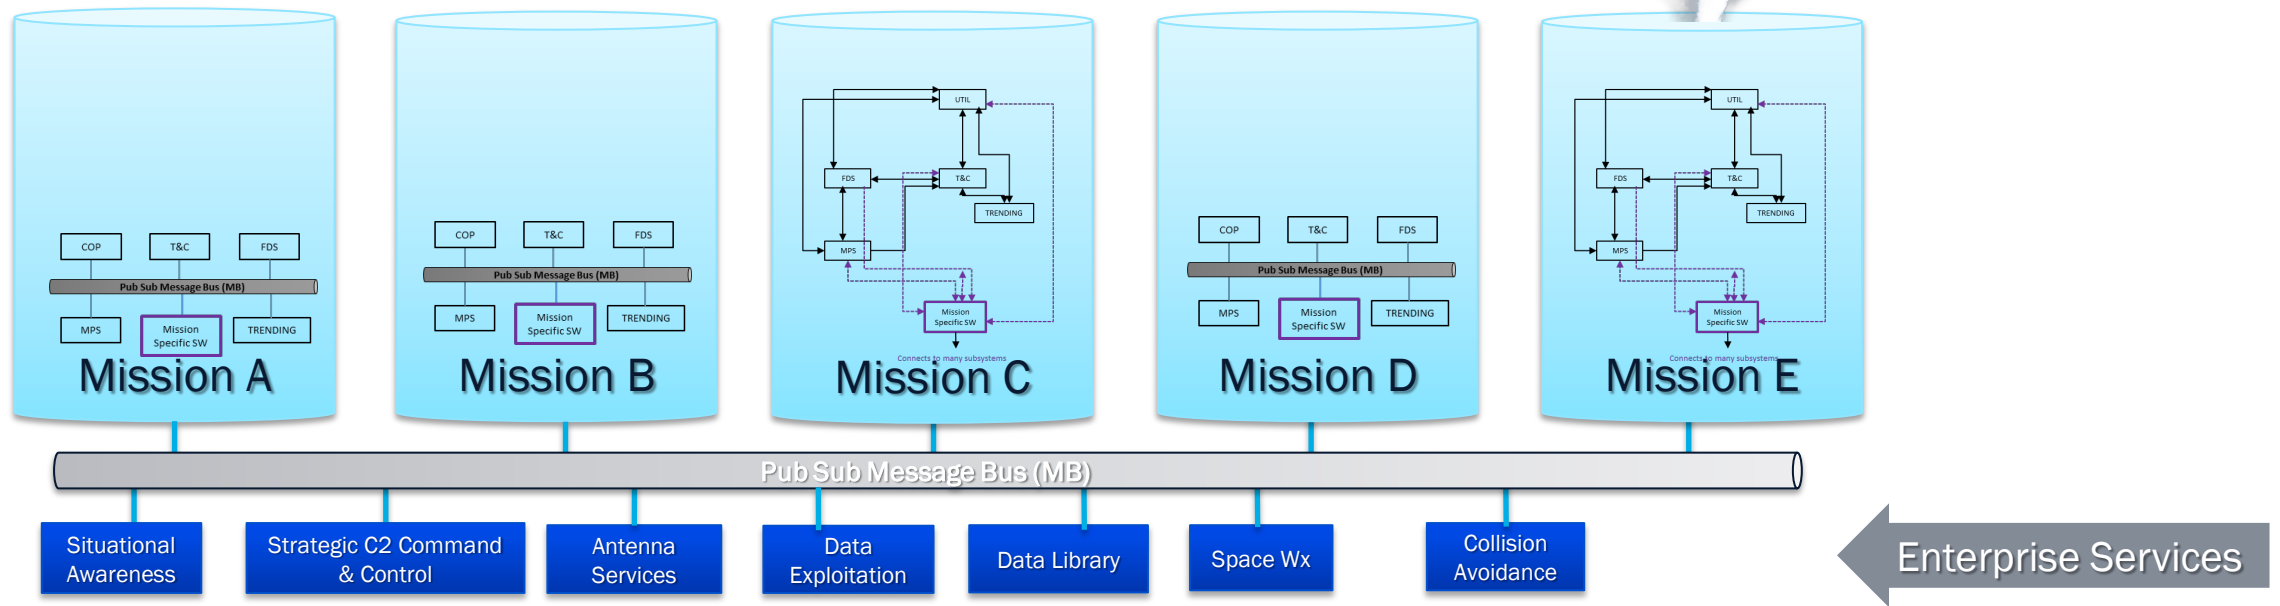 COP
T&C
FDS
Pub Sub Message Bus (MB)
MPS
Mission
Specific SW
TRENDING
Mission A
COP
T&C
FDS
Pub Sub Message Bus (MB)
MPS
Mission
Specific SW
TRENDING
Mission B
UTIL
FDS
T&C
TRENDING
MPS
Mission
Specific SW
Connects to many subsystems
Mission C
COP
T&C
FDS
Pub Sub Message Bus (MB)
MPS
Mission
Specific SW
TRENDING
Mission D
UTIL
FDS
T&C
TRENDING
MPS
Mission
Specific SW
Connects to many subsystems
Mission E
Pub Sub Message Bus (MB)
Situational
Awareness
Strategic C2 Command
& Control
Antenna
Services
Data
Exploitation
Data Library
Space Wx
Collision
Avoidance
Enterprise Services